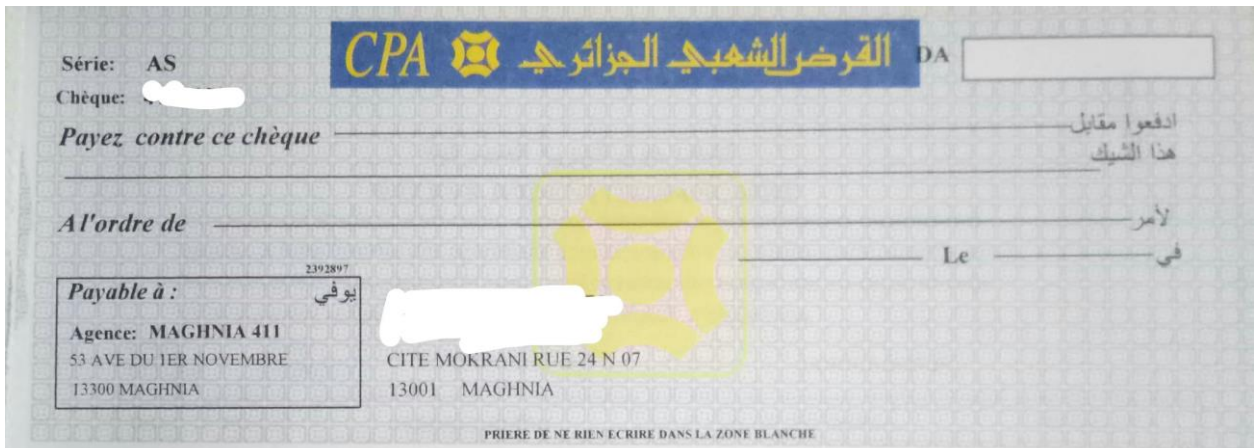 CPA القرض الشعبي الجزائري
DA
Série: AS
Chèque:
Payez contre ce chèque
ادفعوا مقابل
هذا الشيك
A l'ordre de
لأمر
Le
في
2392897
Payable à :
يوفي
Agence: MAGHNIA 411
53 AVE DU 1ER NOVEMBRE
13300 MAGHNIA
CITE MOKRANI RUE 24 N 07
13001 MAGHNIA
PRIERE DE NE RIEN ECRIRE DANS LA ZONE BLANCHE